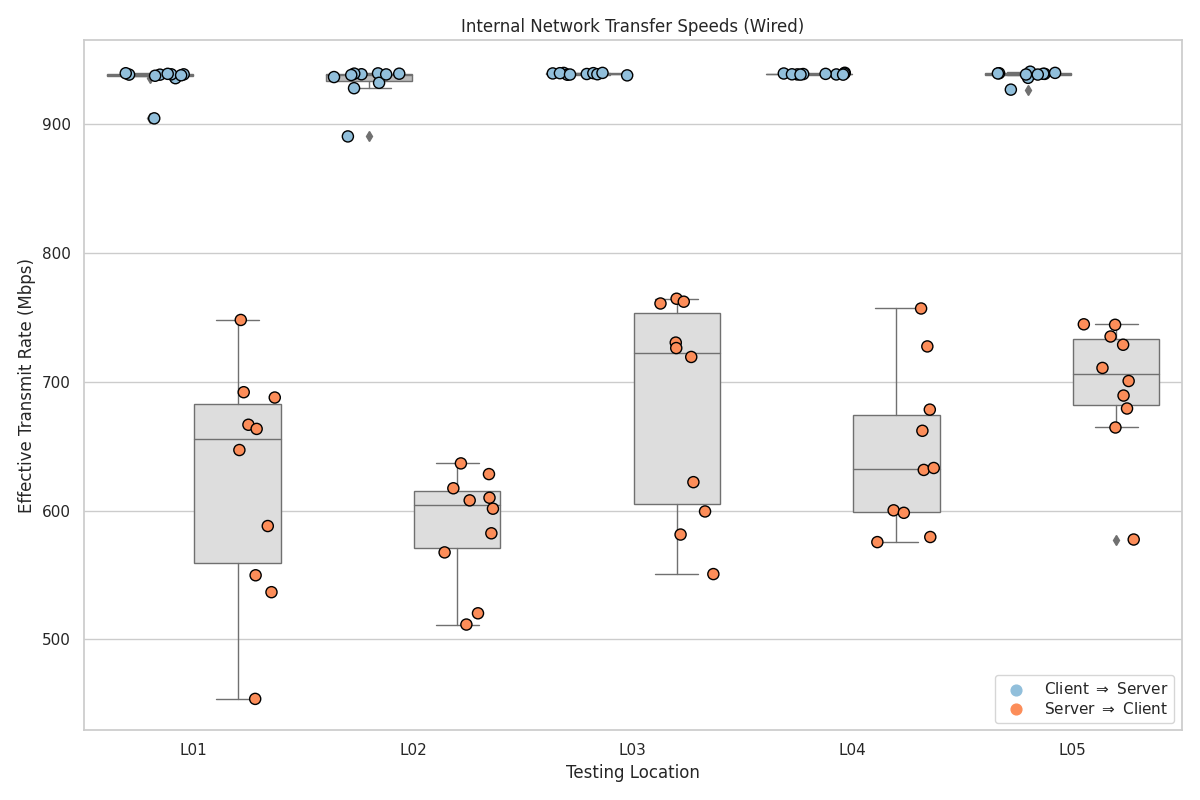 Internal Network Transfer Speeds (Wired)
Effective Transmit Rate (Mbps)
900
800
700
600
500
L01
L02
L03
L04
L05
Testing Location
Client ⇒ Server
Server ⇒ Client